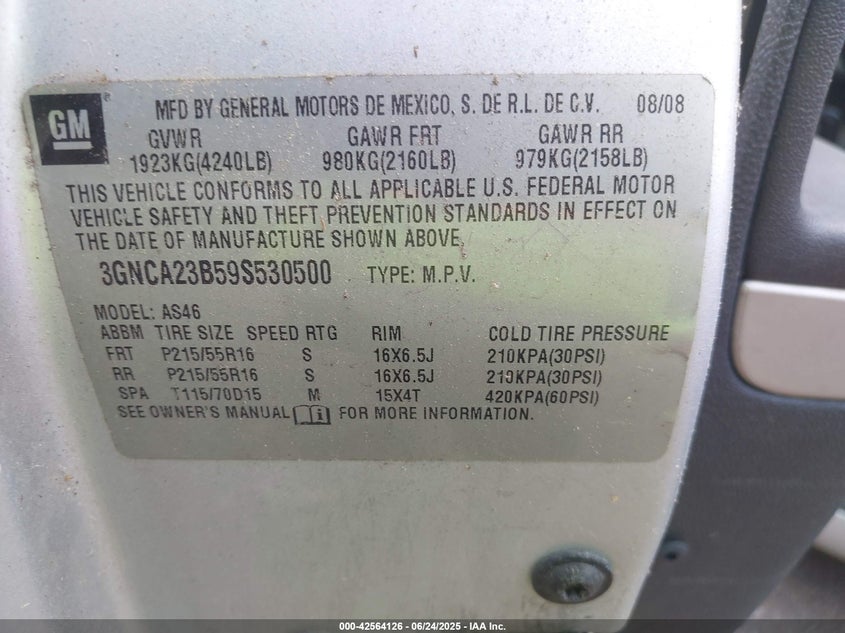 GM
MFD BY GENERAL MOTORS DE MEXICO, S. DE R.L. DE C.V. 08/08
GVWR GAWR FRT GAWR RR
1923KG(4240LB) 980KG(2160LB) 979KG(2158LB)
THIS VEHICLE CONFORMS TO ALL APPLICABLE U.S. FEDERAL MOTOR
VEHICLE SAFETY AND THEFT PREVENTION STANDARDS IN EFFECT ON
THE DATE OF MANUFACTURE SHOWN ABOVE.
3GNCA23B59S530500 TYPE: M.P.V.
MODEL: AS46
ABBM TIRE SIZE SPEED RTG RIM COLD TIRE PRESSURE
FRT P215/55R16 S 16X6.5J 210KPA(30PSI)
RR P215/55R16 S 16X6.5J 210KPA(30PSI)
SPA T115/70D15 M 15X4T 420KPA(60PSI)
SEE OWNER'S MANUAL FOR MORE INFORMATION.
000-42564126 - 06/24/2025 - IAA Inc.